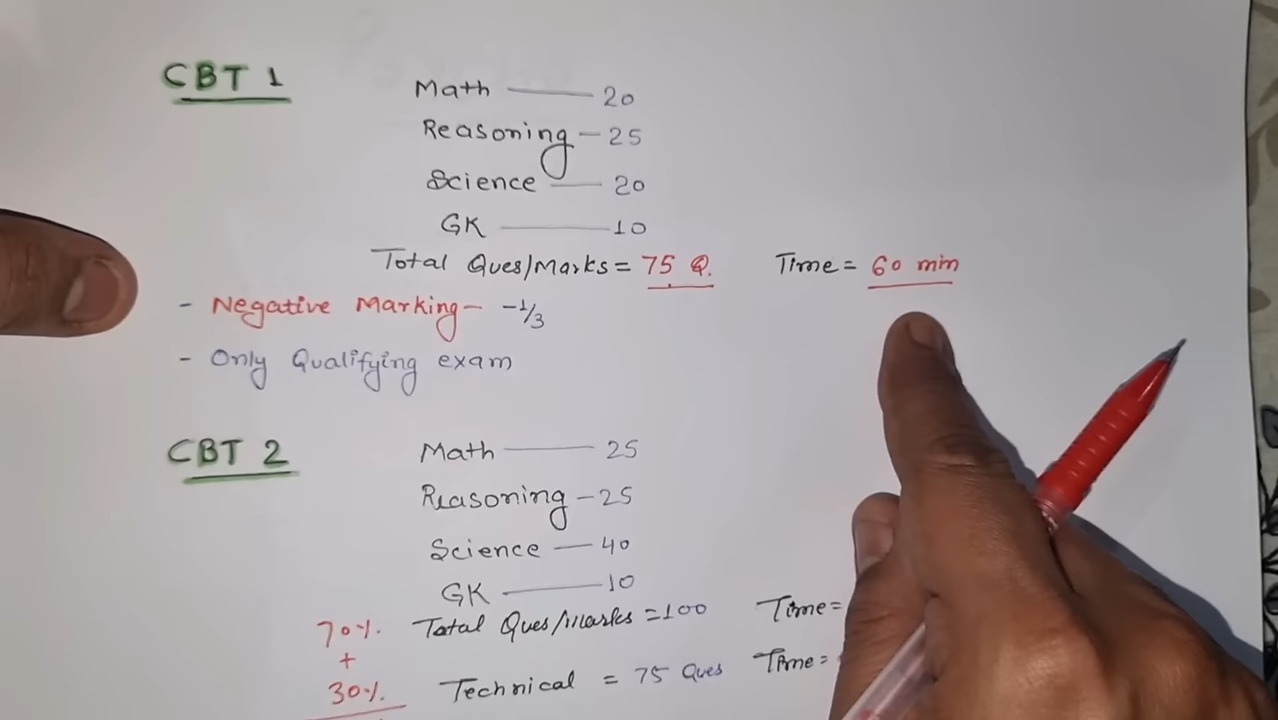 CBT 1
Math — 20
Reasoning — 25
Science — 20
GK — 10
Total Ques/Marks = 75 Q. Time = 60 min
- Negative Marking — -1/3
- Only Qualifying exam
CBT 2
Math — 25
Reasoning — 25
Science — 40
GK — 10
70% Total Ques/marks = 100 Time =
+
30% Technical = 75 Ques Time =